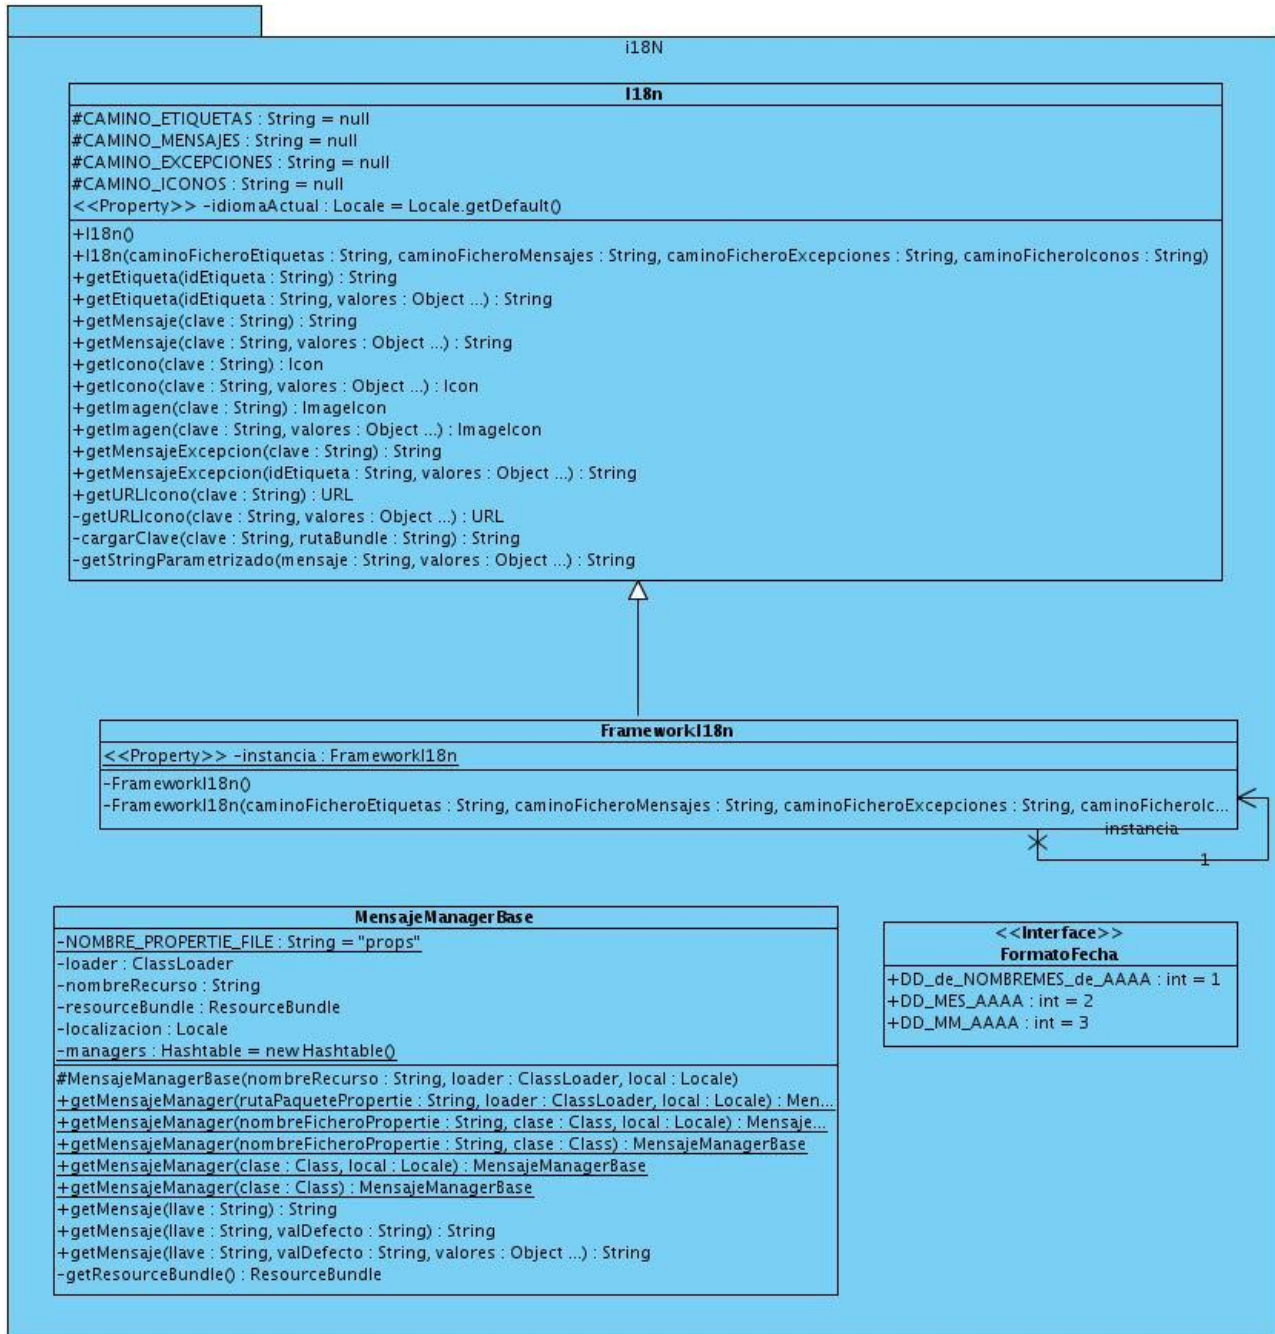 i18N
I18n
#CAMINO_ETIQUETAS : String = null
#CAMINO_MENSAJES : String = null
#CAMINO_EXCEPCIONES : String = null
#CAMINO_ICONOS : String = null
<<Property>> -idiomaActual : Locale = Locale.getDefault()
+I18n()
+I18n(caminoFicheroEtiquetas : String, caminoFicheroMensajes : String, caminoFicheroExcepciones : String, caminoFicheroIconos : String)
+getEtiqueta(idEtiqueta : String) : String
+getEtiqueta(idEtiqueta : String, valores : Object ...) : String
+getMensaje(clave : String) : String
+getMensaje(clave : String, valores : Object ...) : String
+getIcono(clave : String) : Icon
+getIcono(clave : String, valores : Object ...) : Icon
+getImagen(clave : String) : ImageIcon
+getImagen(clave : String, valores : Object ...) : ImageIcon
+getMensajeExcepcion(clave : String) : String
+getMensajeExcepcion(idEtiqueta : String, valores : Object ...) : String
+getURLIcono(clave : String) : URL
-getURLIcono(clave : String, valores : Object ...) : URL
-cargarClave(clave : String, rutaBundle : String) : String
-getStringParametrizado(mensaje : String, valores : Object ...) : String
FrameworkI18n
<<Property>> -instancia : FrameworkI18n
-FrameworkI18n()
-FrameworkI18n(caminoFicheroEtiquetas : String, caminoFicheroMensajes : String, caminoFicheroExcepciones : String, caminoFicheroIc...
instancia
1
MensajeManagerBase
-NOMBRE_PROPERTIE_FILE : String = "props"
-loader : ClassLoader
-nombreRecurso : String
-resourceBundle : ResourceBundle
-localizacion : Locale
-managers : Hashtable = new Hashtable()
#MensajeManagerBase(nombreRecurso : String, loader : ClassLoader, local : Locale)
+getMensajeManager(rutaPaquetePropertie : String, loader : ClassLoader, local : Locale) : Men...
+getMensajeManager(nombreFicheroPropertie : String, clase : Class, local : Locale) : Mensaje...
+getMensajeManager(nombreFicheroPropertie : String, clase : Class) : MensajeManagerBase
+getMensajeManager(clase : Class, local : Locale) : MensajeManagerBase
+getMensajeManager(clase : Class) : MensajeManagerBase
+getMensaje(llave : String) : String
+getMensaje(llave : String, valDefecto : String) : String
+getMensaje(llave : String, valDefecto : String, valores : Object ...) : String
-getResourceBundle() : ResourceBundle
<<Interface>>
FormatoFecha
+DD_de_NOMBREMES_de_AAAA : int = 1
+DD_MES_AAAA : int = 2
+DD_MM_AAAA : int = 3